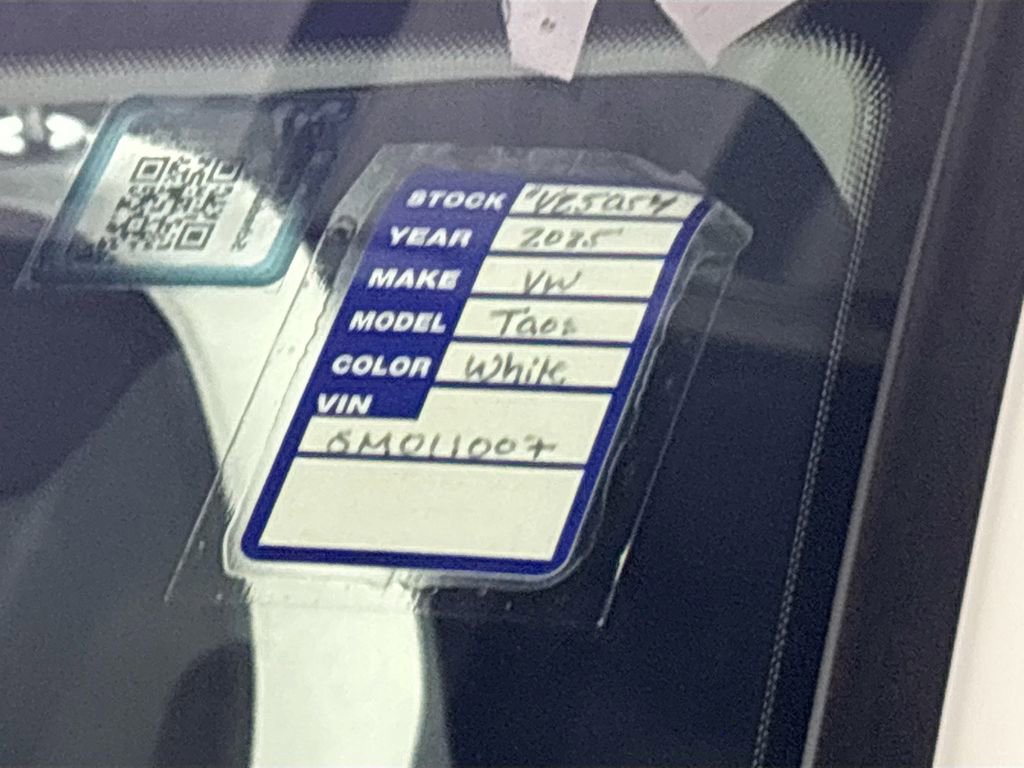 STOCK
YEAR 2025
MAKE VW
MODEL Taos
COLOR White
VIN
SM011007